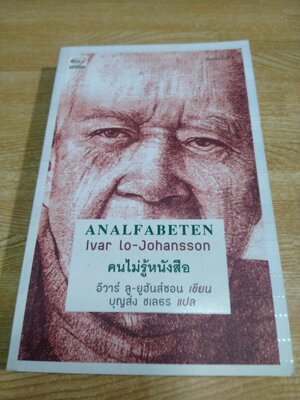 ANALFABETEN
Ivar lo-Johansson
คนไม่รู้หนังสือ
อีวาร์ ลู-ยูฮันส์ซอน เขียน
บุญส่ง ชเลธร แปล